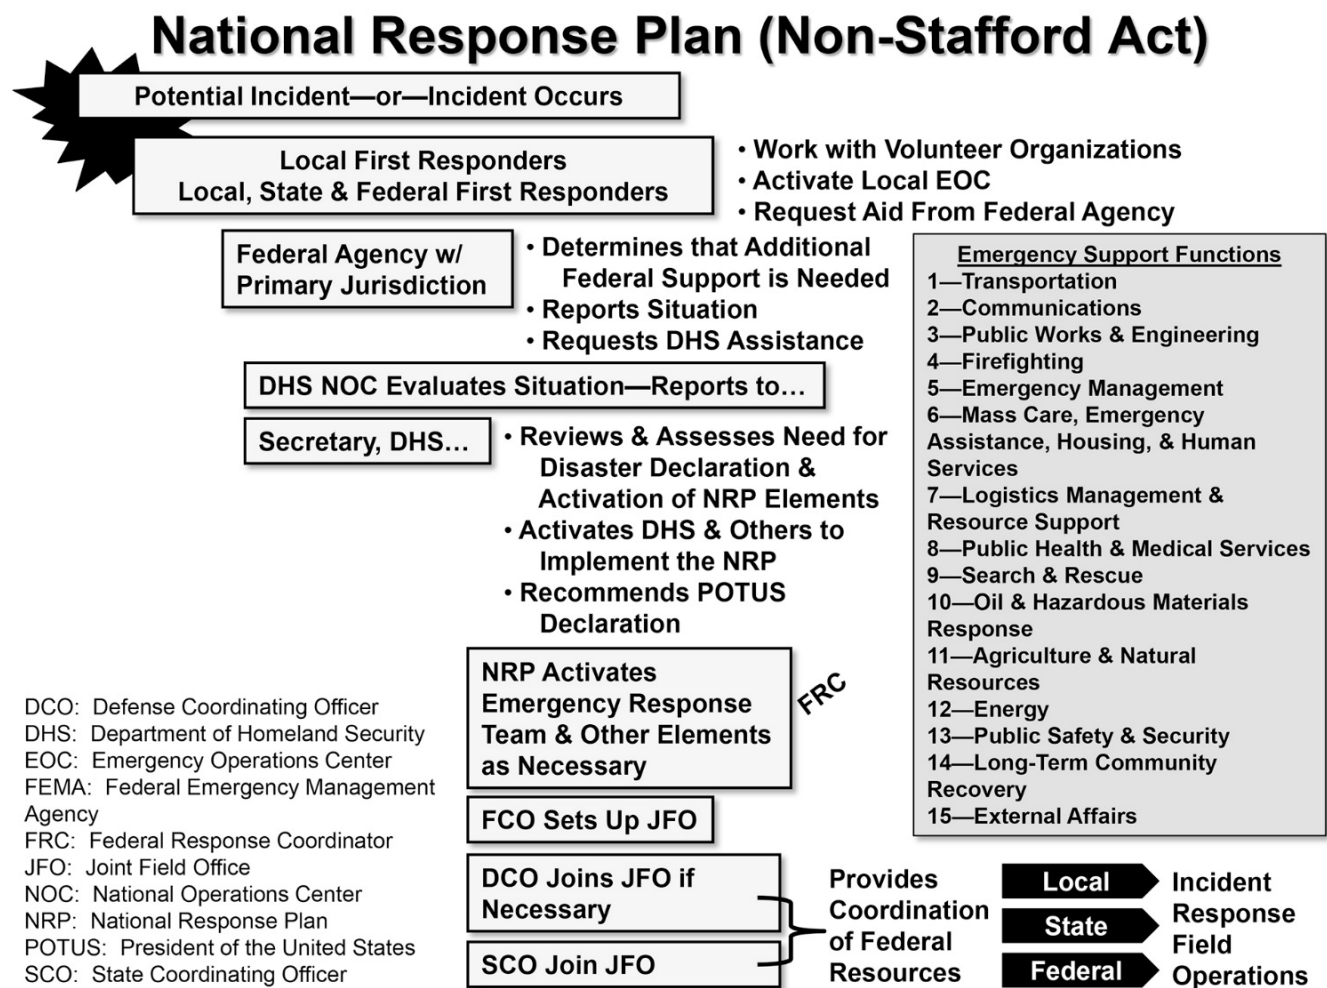 National Response Plan (Non-Stafford Act)
Potential Incident—or—Incident Occurs
Local First Responders
Local, State & Federal First Responders
• Work with Volunteer Organizations
• Activate Local EOC
• Request Aid From Federal Agency
Federal Agency w/
Primary Jurisdiction
• Determines that Additional
Federal Support is Needed
• Reports Situation
• Requests DHS Assistance
DHS NOC Evaluates Situation—Reports to…
Secretary, DHS…
• Reviews & Assesses Need for
Disaster Declaration &
Activation of NRP Elements
• Activates DHS & Others to
Implement the NRP
• Recommends POTUS
Declaration
Emergency Support Functions
1—Transportation
2—Communications
3—Public Works & Engineering
4—Firefighting
5—Emergency Management
6—Mass Care, Emergency
Assistance, Housing, & Human
Services
7—Logistics Management &
Resource Support
8—Public Health & Medical Services
9—Search & Rescue
10—Oil & Hazardous Materials
Response
11—Agriculture & Natural
Resources
12—Energy
13—Public Safety & Security
14—Long-Term Community
Recovery
15—External Affairs
NRP Activates
Emergency Response
Team & Other Elements
as Necessary
FRC
FCO Sets Up JFO
DCO Joins JFO if
Necessary
SCO Join JFO
Provides
Coordination
of Federal
Resources
Local
State
Federal
Incident
Response
Field
Operations
DCO: Defense Coordinating Officer
DHS: Department of Homeland Security
EOC: Emergency Operations Center
FEMA: Federal Emergency Management
Agency
FRC: Federal Response Coordinator
JFO: Joint Field Office
NOC: National Operations Center
NRP: National Response Plan
POTUS: President of the United States
SCO: State Coordinating Officer